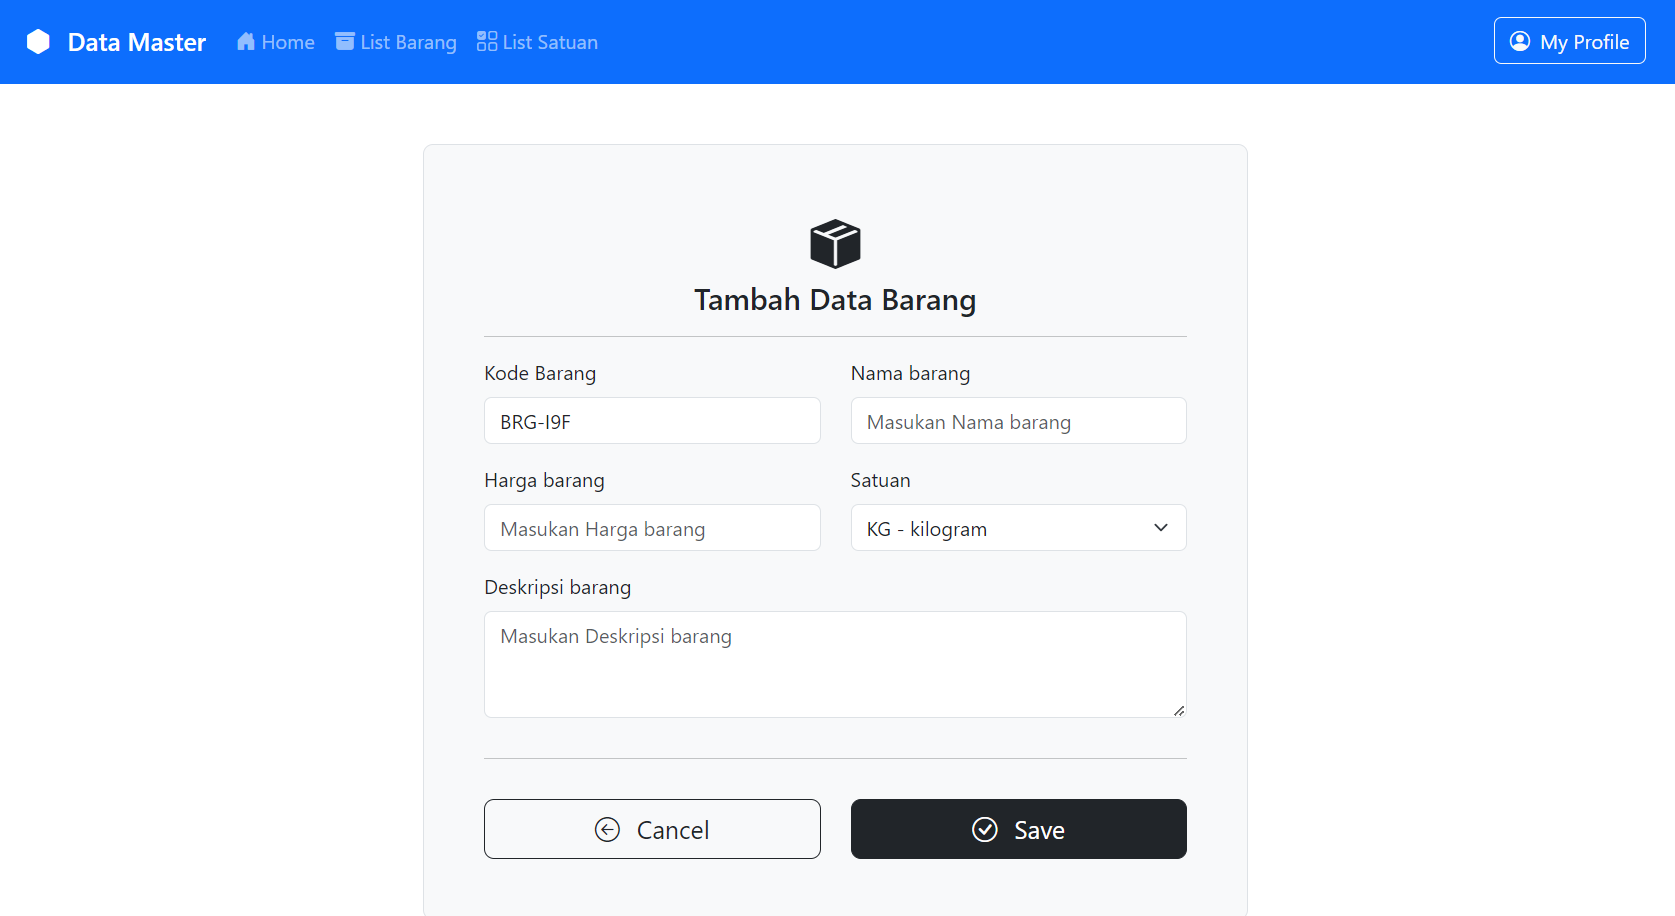 Data Master Home List Barang List Satuan My Profile
Tambah Data Barang
Kode Barang Nama barang
BRG-I9F Masukan Nama barang
Harga barang Satuan
Masukan Harga barang KG - kilogram
Deskripsi barang
Masukan Deskripsi barang
Cancel Save